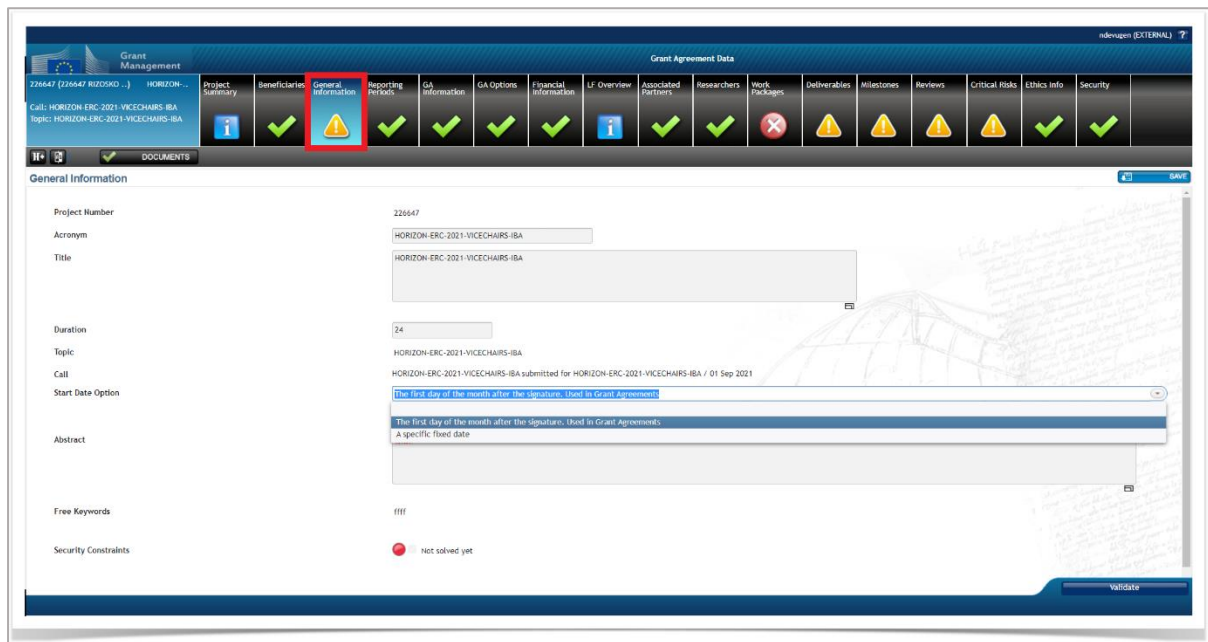 ndevugen (EXTERNAL) ?
Grant
Management
Grant Agreement Data
226647 (226647 RIZOSKO ..) HORIZON-..
Call: HORIZON-ERC-2021-VICECHAIRS-IBA
Topic: HORIZON-ERC-2021-VICECHAIRS-IBA
Project Summary
Beneficiaries
General Information
Reporting Periods
GA Information
GA Options
Financial Information
LF Overview
Associated Partners
Researchers
Work Packages
Deliverables
Milestones
Reviews
Critical Risks
Ethics Info
Security
DOCUMENTS
General Information
SAVE
Project Number 226647
Acronym HORIZON-ERC-2021-VICECHAIRS-IBA
Title HORIZON-ERC-2021-VICECHAIRS-IBA
Duration 24
Topic HORIZON-ERC-2021-VICECHAIRS-IBA
Call HORIZON-ERC-2021-VICECHAIRS-IBA submitted for HORIZON-ERC-2021-VICECHAIRS-IBA / 01 Sep 2021
Start Date Option The first day of the month after the signature. Used in Grant Agreements
The first day of the month after the signature. Used in Grant Agreements
A specific fixed date
Abstract
Free Keywords ffff
Security Constraints Not solved yet
Validate